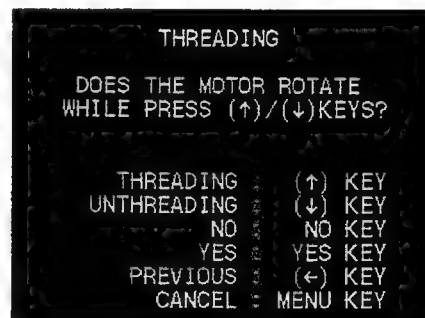 THREADING
DOES THE MOTOR ROTATE
WHILE PRESS (↑)/(↓)KEYS?
THREADING : (↑) KEY
UNTHREADING : (↓) KEY
NO : NO KEY
YES : YES KEY
PREVIOUS : (←) KEY
CANCEL : MENU KEY